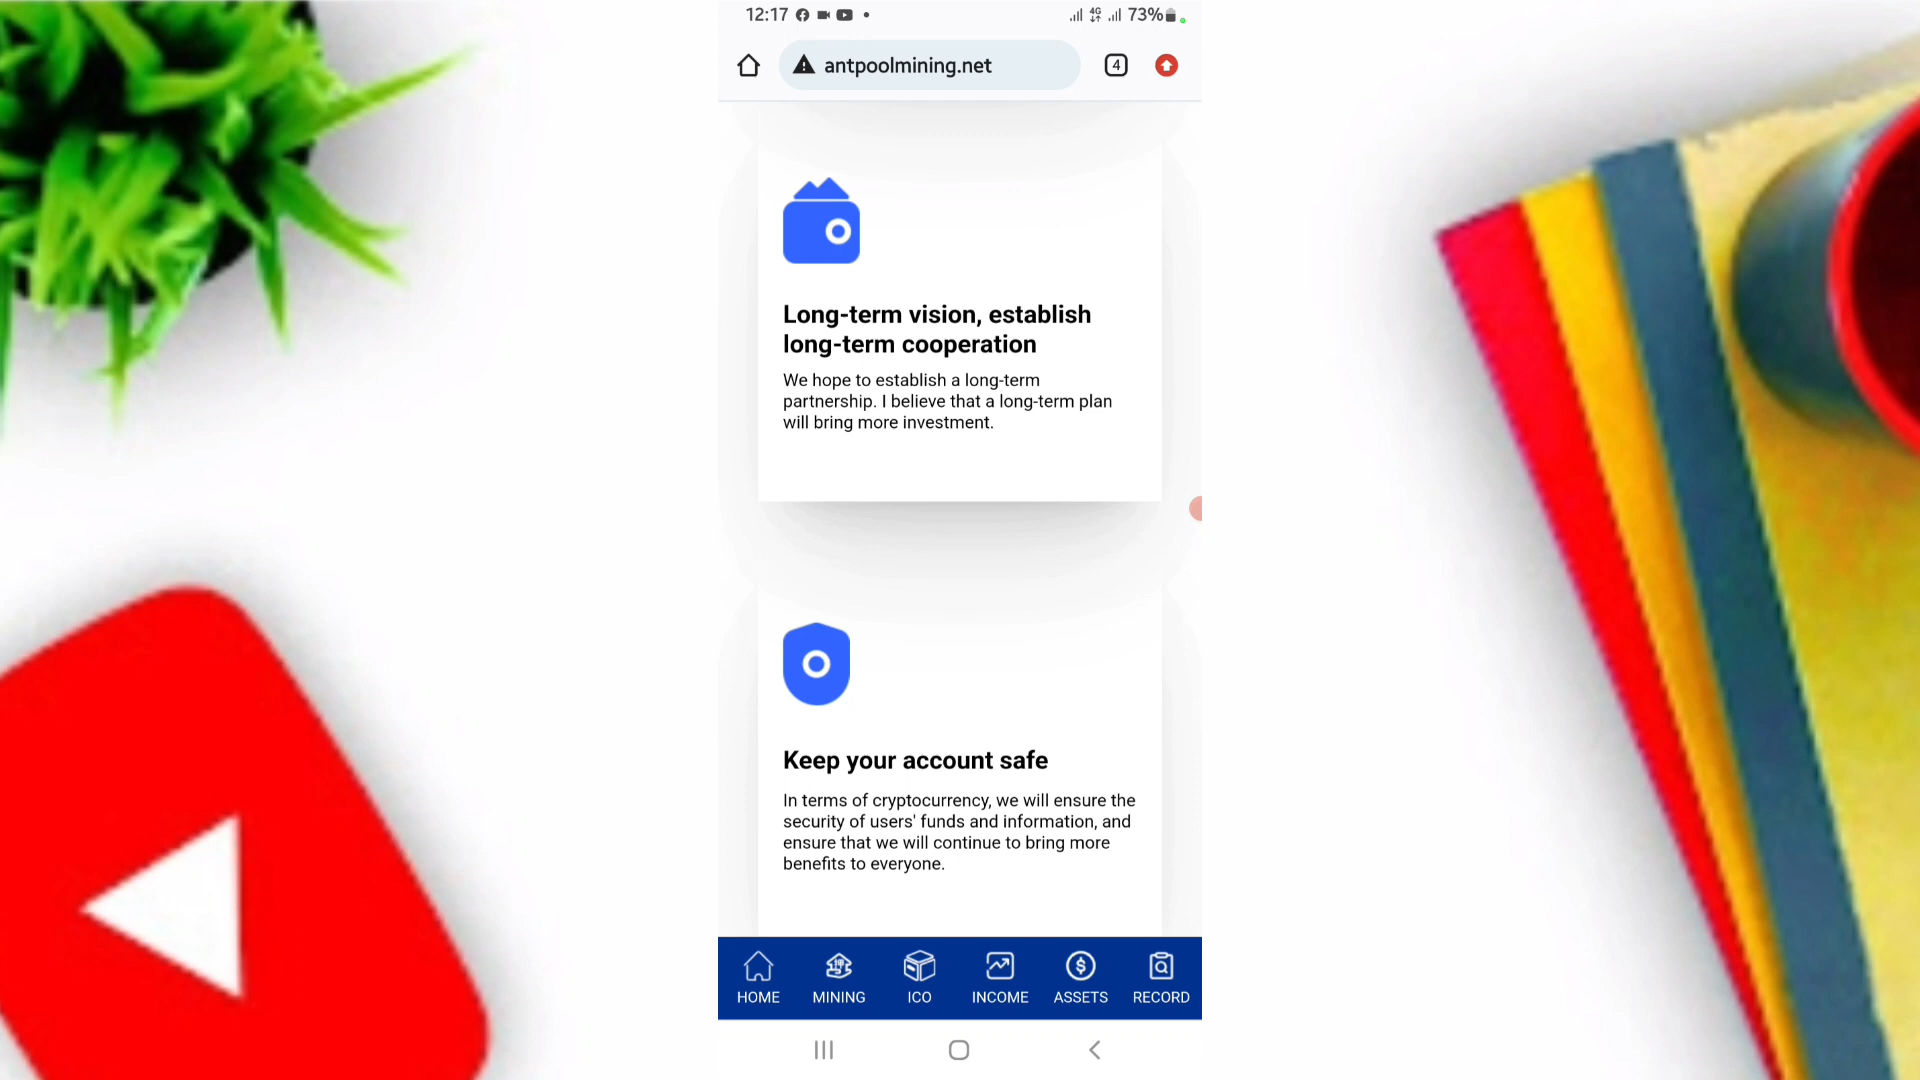 12:17
4G
73%
antpoolmining.net
4
Long-term vision, establish
long-term cooperation
We hope to establish a long-term
partnership. I believe that a long-term plan
will bring more investment.
Keep your account safe
In terms of cryptocurrency, we will ensure the
security of users' funds and information, and
ensure that we will continue to bring more
benefits to everyone.
HOME MINING ICO INCOME ASSETS RECORD